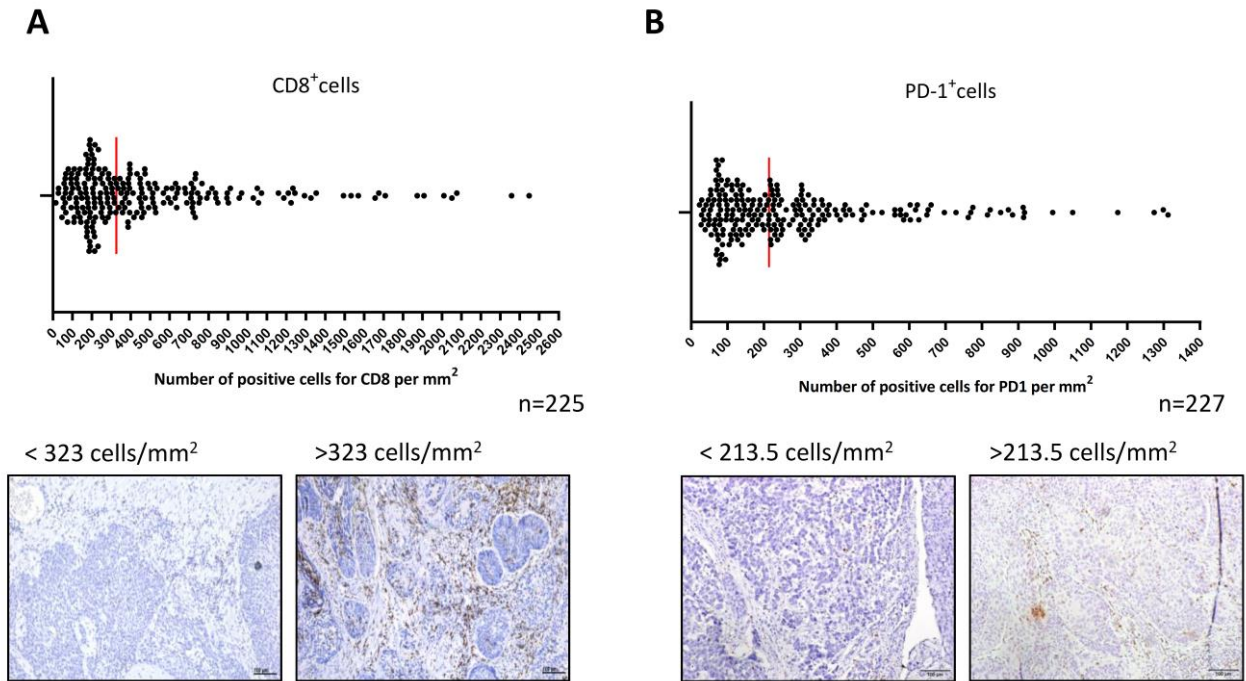 A
CD8⁺cells
0 100 200 300 400 500 600 700 800 900 1000 1100 1200 1300 1400 1500 1600 1700 1800 1900 2000 2100 2200 2300 2400 2500 2600
Number of positive cells for CD8 per mm²
n=225
< 323 cells/mm²
>323 cells/mm²
B
PD-1⁺cells
0 100 200 300 400 500 600 700 800 900 1000 1100 1200 1300 1400
Number of positive cells for PD1 per mm²
n=227
< 213.5 cells/mm²
>213.5 cells/mm²